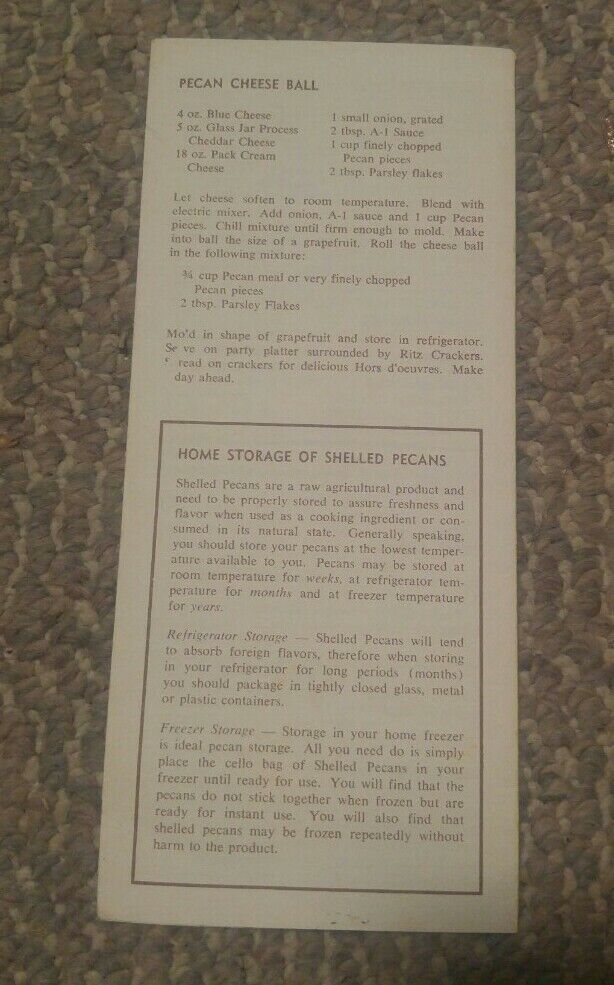 PECAN CHEESE BALL
4 oz. Blue Cheese
5 oz. Glass Jar Process
Cheddar Cheese
18 oz. Pack Cream
Cheese
1 small onion, grated
2 tbsp. A-1 Sauce
1 cup finely chopped
Pecan pieces
2 tbsp. Parsley flakes
Let cheese soften to room temperature. Blend with
electric mixer. Add onion, A-1 sauce and 1 cup Pecan
pieces. Chill mixture until firm enough to mold. Make
into ball the size of a grapefruit. Roll the cheese ball
in the following mixture:
¾ cup Pecan meal or very finely chopped
Pecan pieces
2 tbsp. Parsley Flakes
Mo'd in shape of grapefruit and store in refrigerator.
Se ve on party platter surrounded by Ritz Crackers.
' read on crackers for delicious Hors d'oeuvres. Make
day ahead.
HOME STORAGE OF SHELLED PECANS
Shelled Pecans are a raw agricultural product and
need to be properly stored to assure freshness and
flavor when used as a cooking ingredient or con-
sumed in its natural state. Generally speaking,
you should store your pecans at the lowest temper-
ature available to you. Pecans may be stored at
room temperature for weeks, at refrigerator tem-
perature for months and at freezer temperature
for years.
Refrigerator Storage — Shelled Pecans will tend
to absorb foreign flavors, therefore when storing
in your refrigerator for long periods (months)
you should package in tightly closed glass, metal
or plastic containers.
Freezer Storage — Storage in your home freezer
is ideal pecan storage. All you need do is simply
place the cello bag of Shelled Pecans in your
freezer until ready for use. You will find that the
pecans do not stick together when frozen but are
ready for instant use. You will also find that
shelled pecans may be frozen repeatedly without
harm to the product.